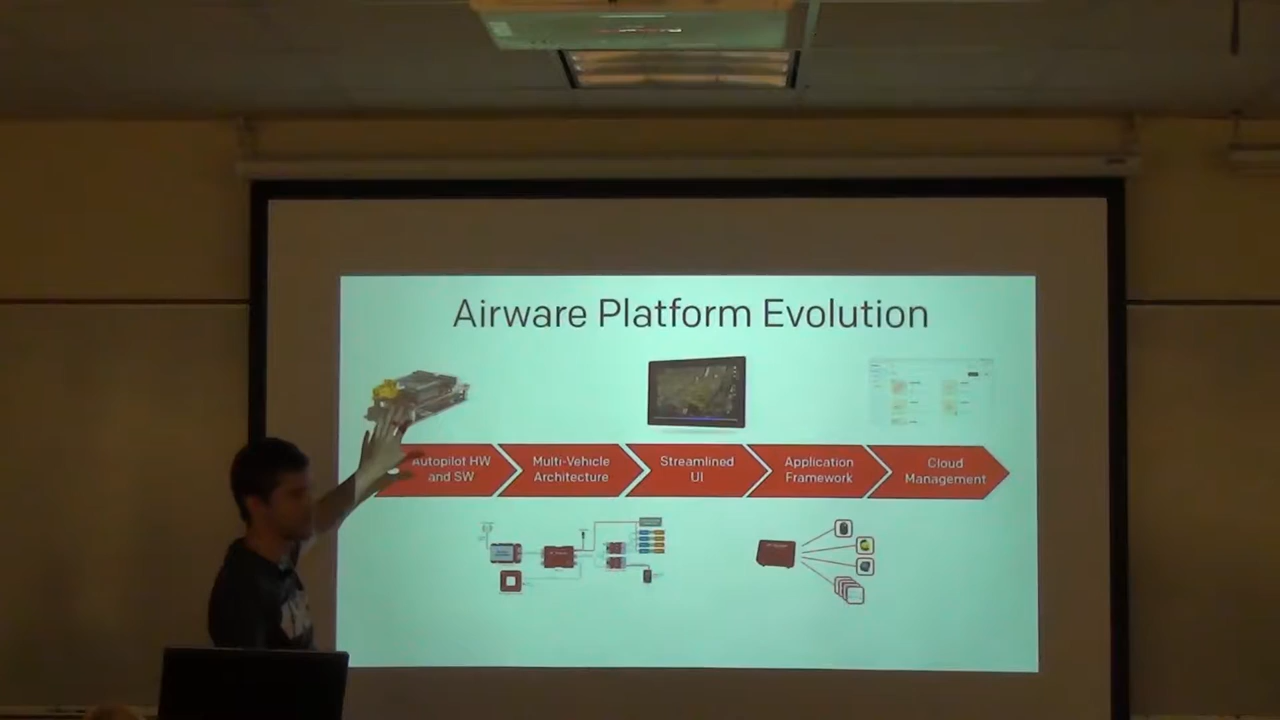 Airware Platform Evolution
Autopilot HW
and SW
Multi-Vehicle
Architecture
Streamlined
UI
Application
Framework
Cloud
Management